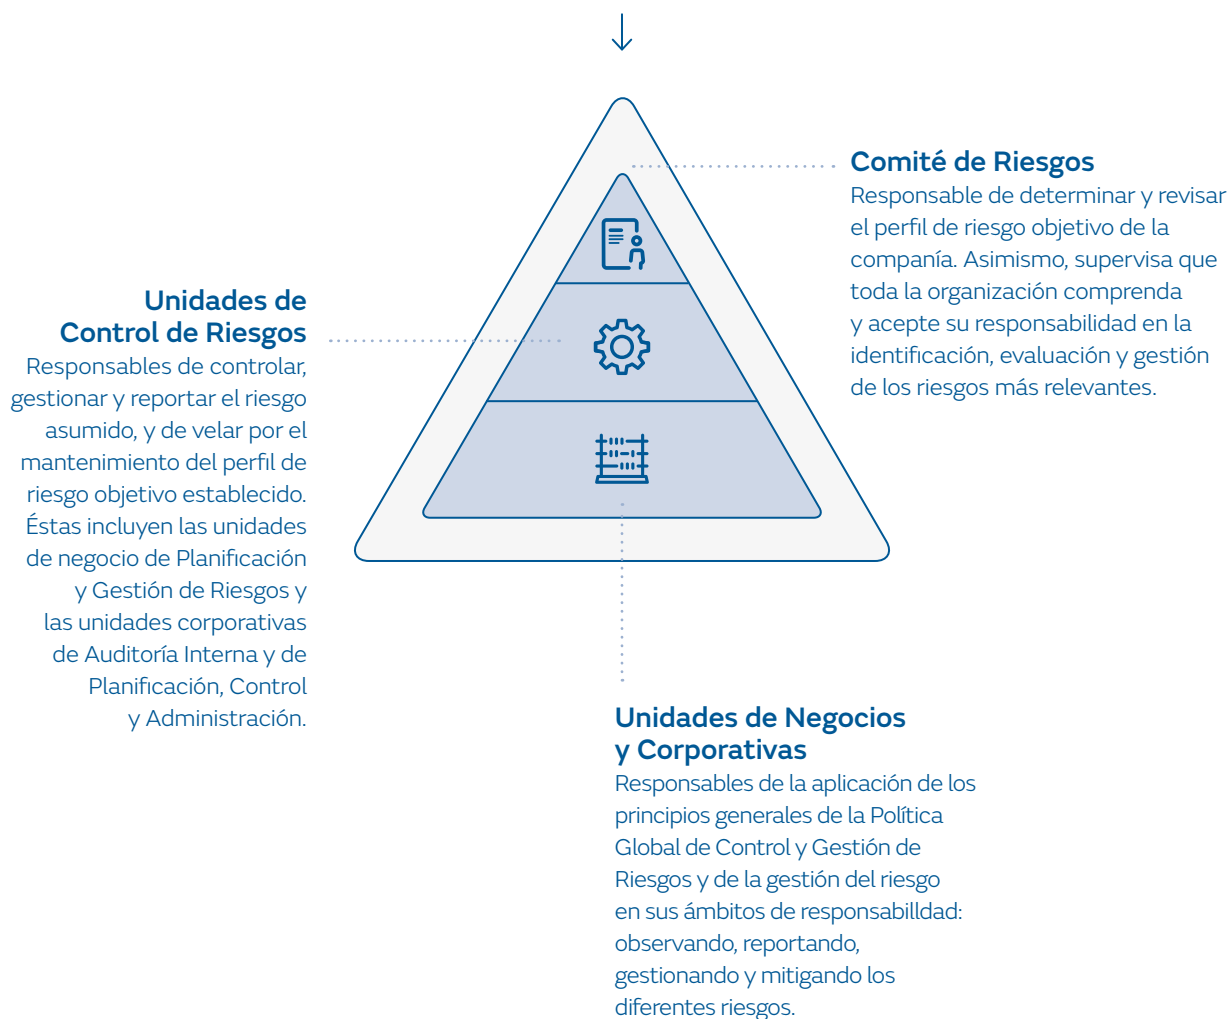 Comité de Riesgos
Responsable de determinar y revisar
el perfil de riesgo objetivo de la
compañía. Asimismo, supervisa que
toda la organización comprenda
y acepte su responsabilidad en la
identificación, evaluación y gestión
de los riesgos más relevantes.
Unidades de
Control de Riesgos
Responsables de controlar,
gestionar y reportar el riesgo
asumido, y de velar por el
mantenimiento del perfil de
riesgo objetivo establecido.
Éstas incluyen las unidades
de negocio de Planificación
y Gestión de Riesgos y
las unidades corporativas
de Auditoría Interna y de
Planificación, Control
y Administración.
Unidades de Negocios
y Corporativas
Responsables de la aplicación de los
principios generales de la Política
Global de Control y Gestión de
Riesgos y de la gestión del riesgo
en sus ámbitos de responsabilldad:
observando, reportando,
gestionando y mitigando los
diferentes riesgos.